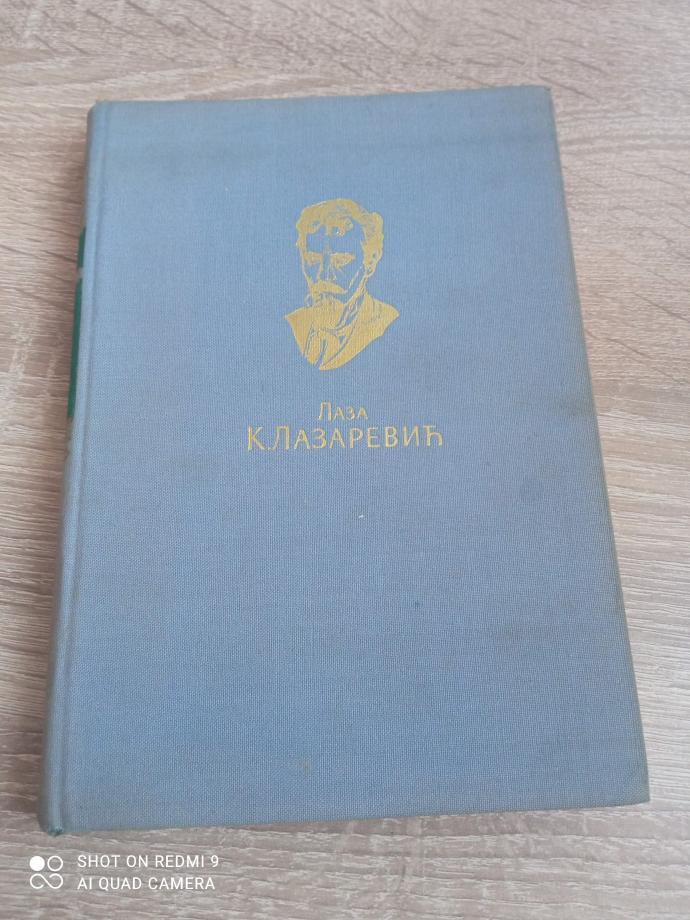 Лаза
К. Лазаревић
SHOT ON REDMI 9
AI QUAD CAMERA